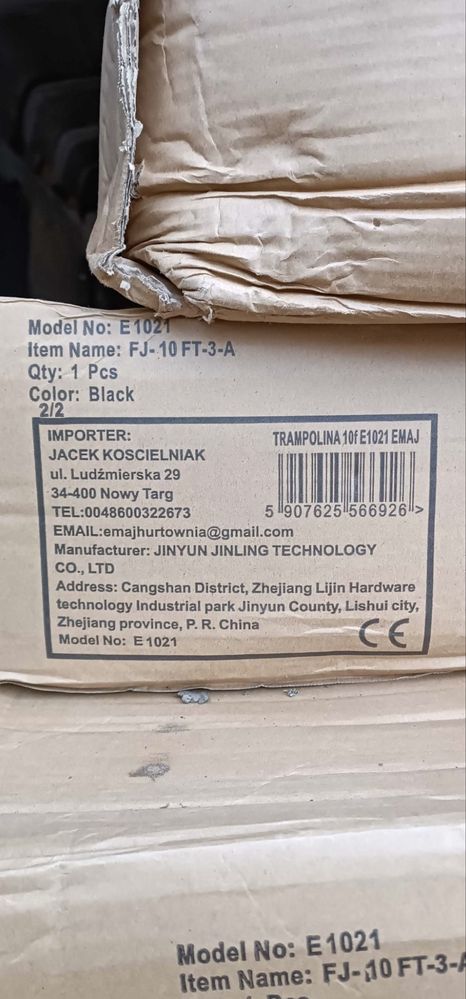 Model No: E1021
Item Name: FJ-10 FT-3-A
Qty: 1 Pcs
Color: Black
2/2
IMPORTER:
JACEK KOSCIELNIAK
ul. Ludźmierska 29
34-400 Nowy Targ
TEL:0048600322673
EMAIL:emajhurtownia@gmail.com
TRAMPOLINA 10f E1021 EMAJ
5 907625 566926 >
Manufacturer: JINYUN JINLING TECHNOLOGY
CO., LTD
Address: Cangshan District, Zhejiang Lijin Hardware
technology Industrial park Jinyun County, Lishui city,
Zhejiang province, P. R. China
Model No: E1021
CE
Model No: E1021
Item Name: FJ-10 FT-3-A